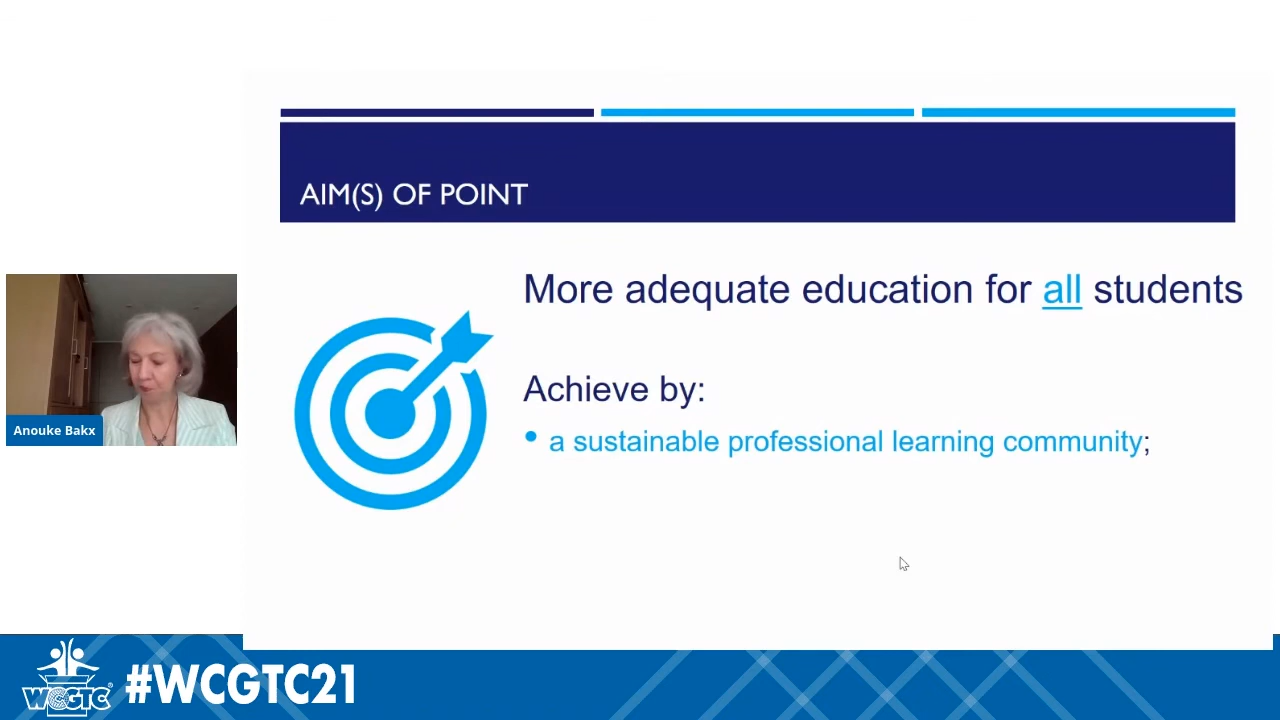 AIM(S) OF POINT
More adequate education for all students
Achieve by:
• a sustainable professional learning community;
Anouke Bakx
WCGTC®
#WCGTC21